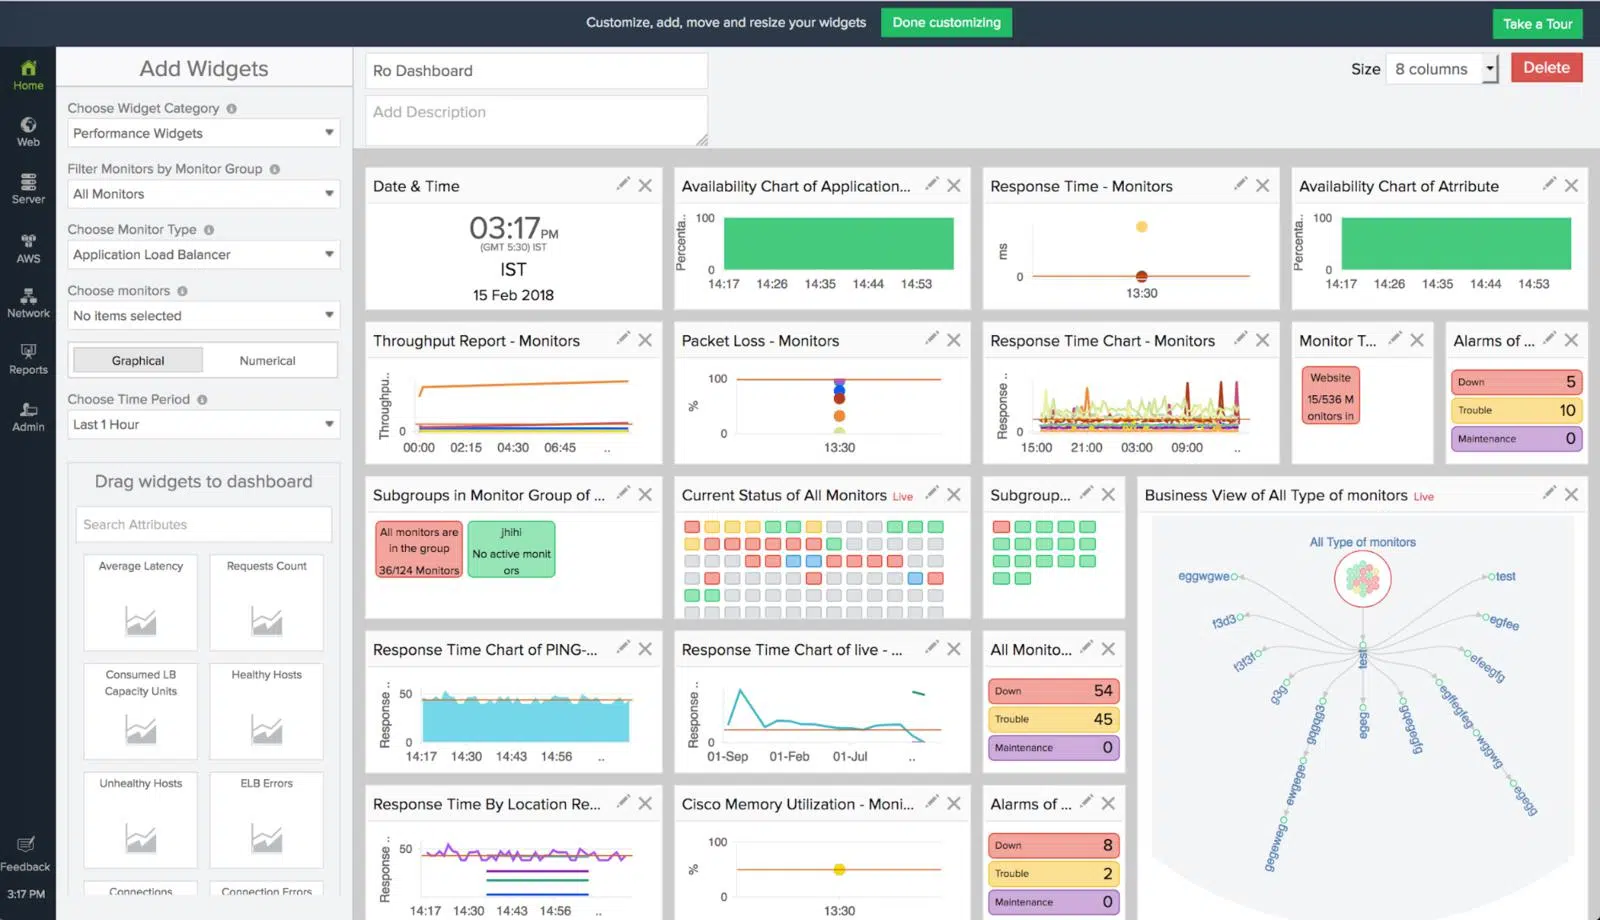 Customize, add, move and resize your widgets
Done customizing
Take a Tour
Home
Web
Server
AWS
Network
Reports
Admin
Feedback
3:17 PM
Add Widgets
Choose Widget Category
Performance Widgets
Filter Monitors by Monitor Group
All Monitors
Choose Monitor Type
Application Load Balancer
Choose monitors
No items selected
Graphical
Numerical
Choose Time Period
Last 1 Hour
Drag widgets to dashboard
Search Attributes
Average Latency
Requests Count
Consumed LB
Capacity Units
Healthy Hosts
Unhealthy Hosts
ELB Errors
Connections
Connection Errors
Ro Dashboard
Add Description
Size
8 columns
Delete
Date & Time
03:17 PM
(GMT 5:30) IST
IST
15 Feb 2018
Availability Chart of Application...
Percenta..
100
0
14:17 14:26 14:35 14:44 14:53
Response Time - Monitors
ms
0
13:30
Availability Chart of Atrribute
Percenta..
100
0
14:17 14:26 14:35 14:44 14:53
Throughput Report - Monitors
Throughpu..
0
00:00 02:15 04:30 06:45 ..
Packet Loss - Monitors
%
100
0
13:30
Response Time Chart - Monitors
Response ..
0
15:00 21:00 03:00 09:00 ..
Monitor T...
Website
15/536 M
onitors in
Alarms of ...
Down 5
Trouble 10
Maintenance 0
Subgroups in Monitor Group of ...
All monitors are
in the group
36/124 Monitors
jhihi
No active monit
ors
Current Status of All Monitors Live
Subgroup...
Business View of All Type of monitors Live
All Type of monitors
eggwgwe
test
f3d3
egfee
f3f3f
test
efeegfg
g3g
gqgqg3
egeg
gqegegfg
egffegfeg
wggwg
ewgege
egegg
gegeweg
Response Time Chart of PING-...
Response ..
50
0
14:17 14:30 14:43 14:56 ..
Response Time Chart of live - ...
Response ..
0
01-Sep 01-Feb 01-Jul ..
All Monito...
Down 54
Trouble 45
Maintenance 0
Response Time By Location Re...
Response ..
50
14:17 14:30 14:43 14:56 ..
Cisco Memory Utilization - Moni...
%
100
0
13:30
Alarms of ...
Down 8
Trouble 2
Maintenance 0